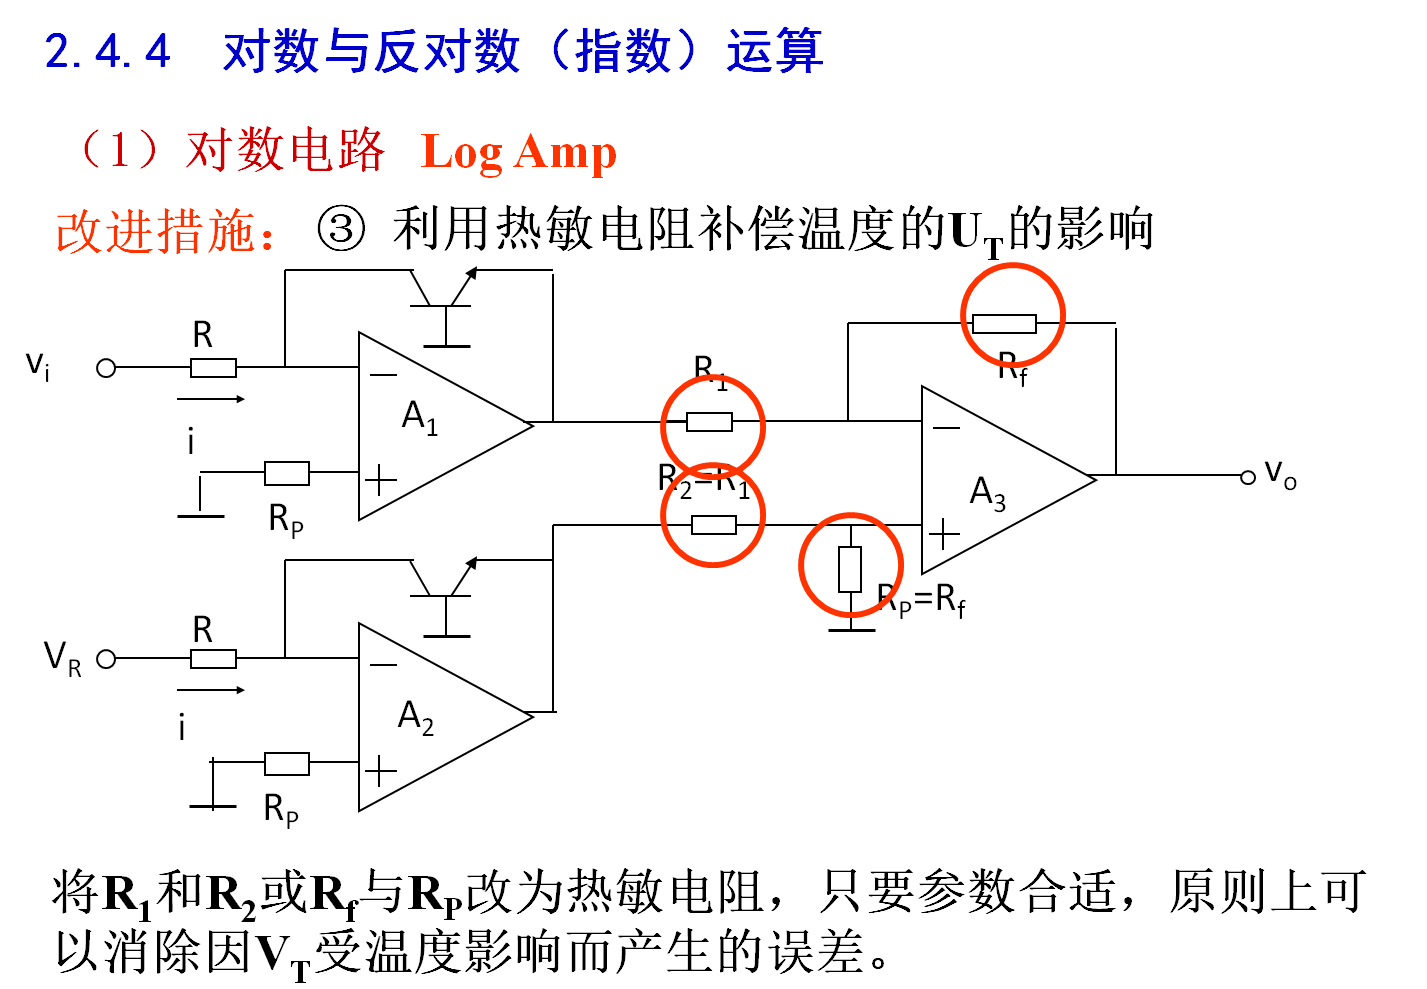 2.4.4 对数与反对数（指数）运算
（1）对数电路 Log Amp
改进措施： ③ 利用热敏电阻补偿温度的UT的影响
R
vi
i
A1
RP
R1
R2=R1
Rf
A3
vo
RP=Rf
R
VR
i
A2
RP
将R1和R2或Rf与RP改为热敏电阻，只要参数合适，原则上可
以消除因VT受温度影响而产生的误差。